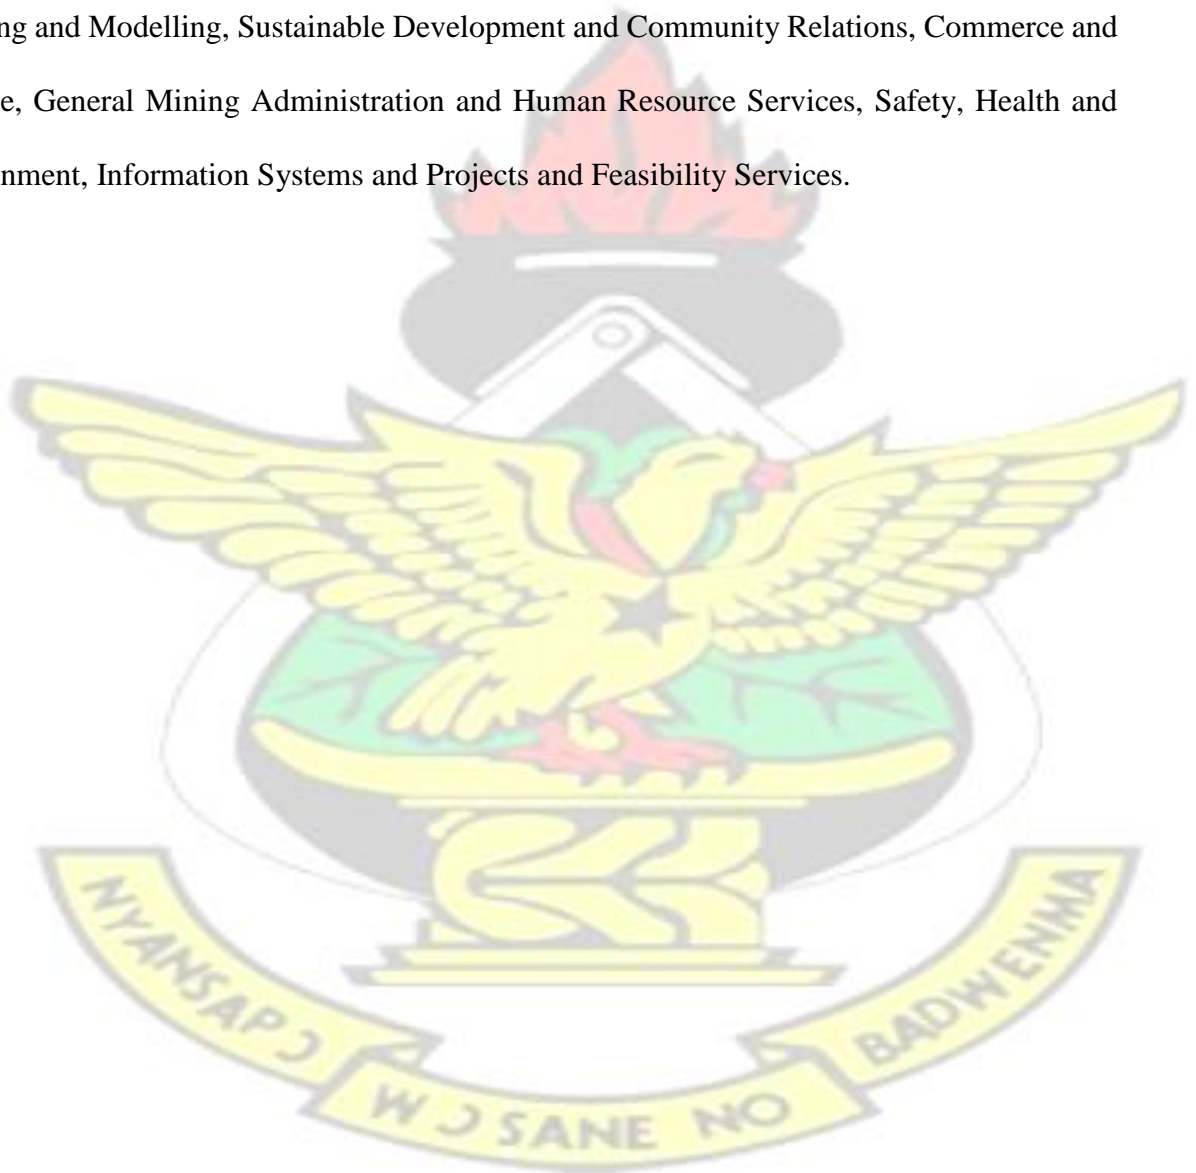 ng and Modelling, Sustainable Development and Community Relations, Commerce and
e, General Mining Administration and Human Resource Services, Safety, Health and
nment, Information Systems and Projects and Feasibility Services.
NYANSAPƆ
WƆSANE NO
BADWENMA